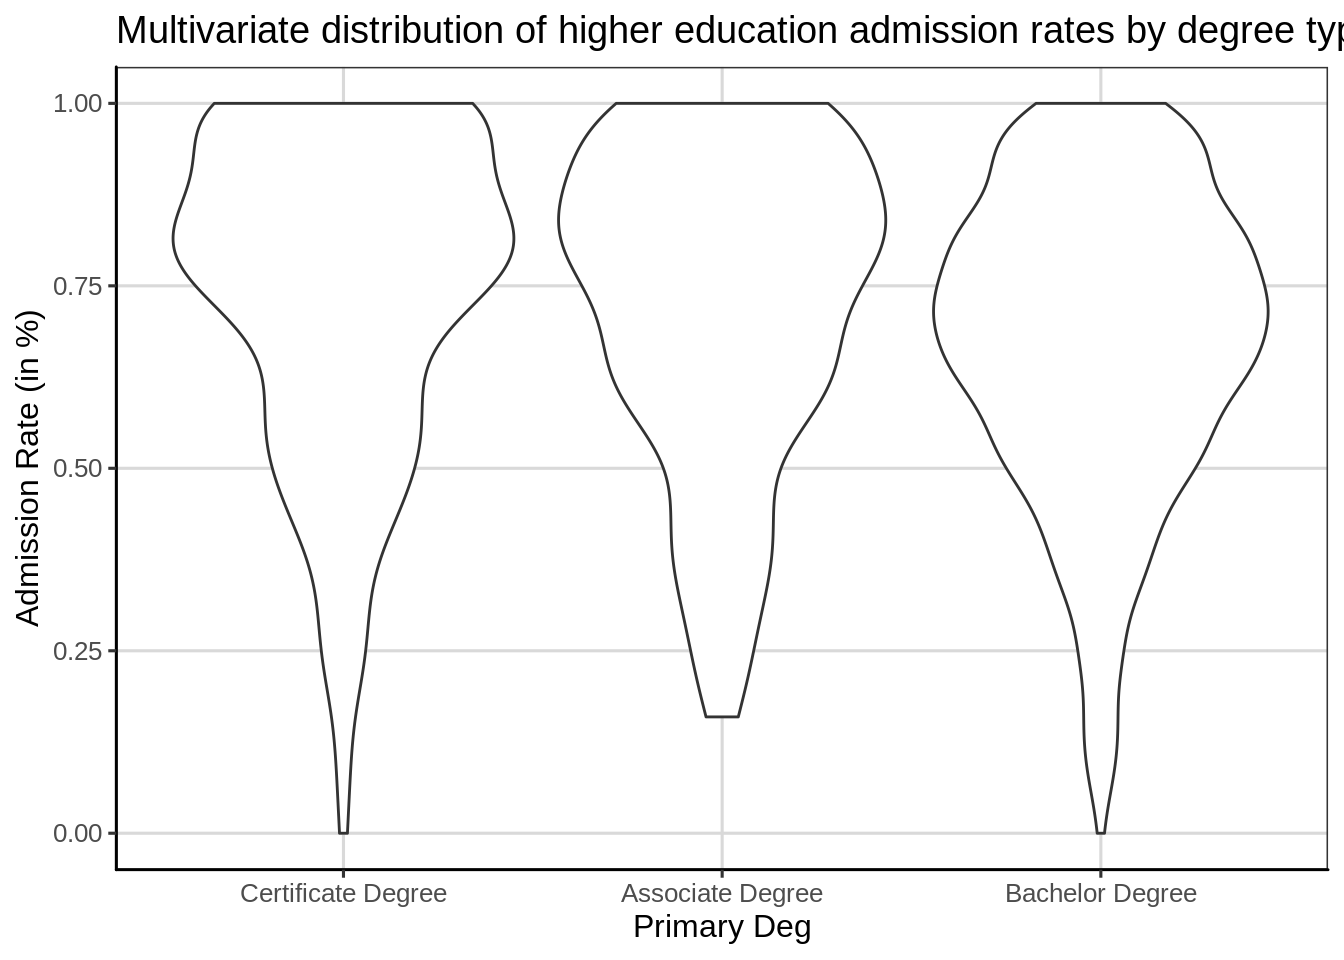 Multivariate distribution of higher education admission rates by degree typ
Admission Rate (in %)
1.00
0.75
0.50
0.25
0.00
Certificate Degree
Associate Degree
Bachelor Degree
Primary Deg